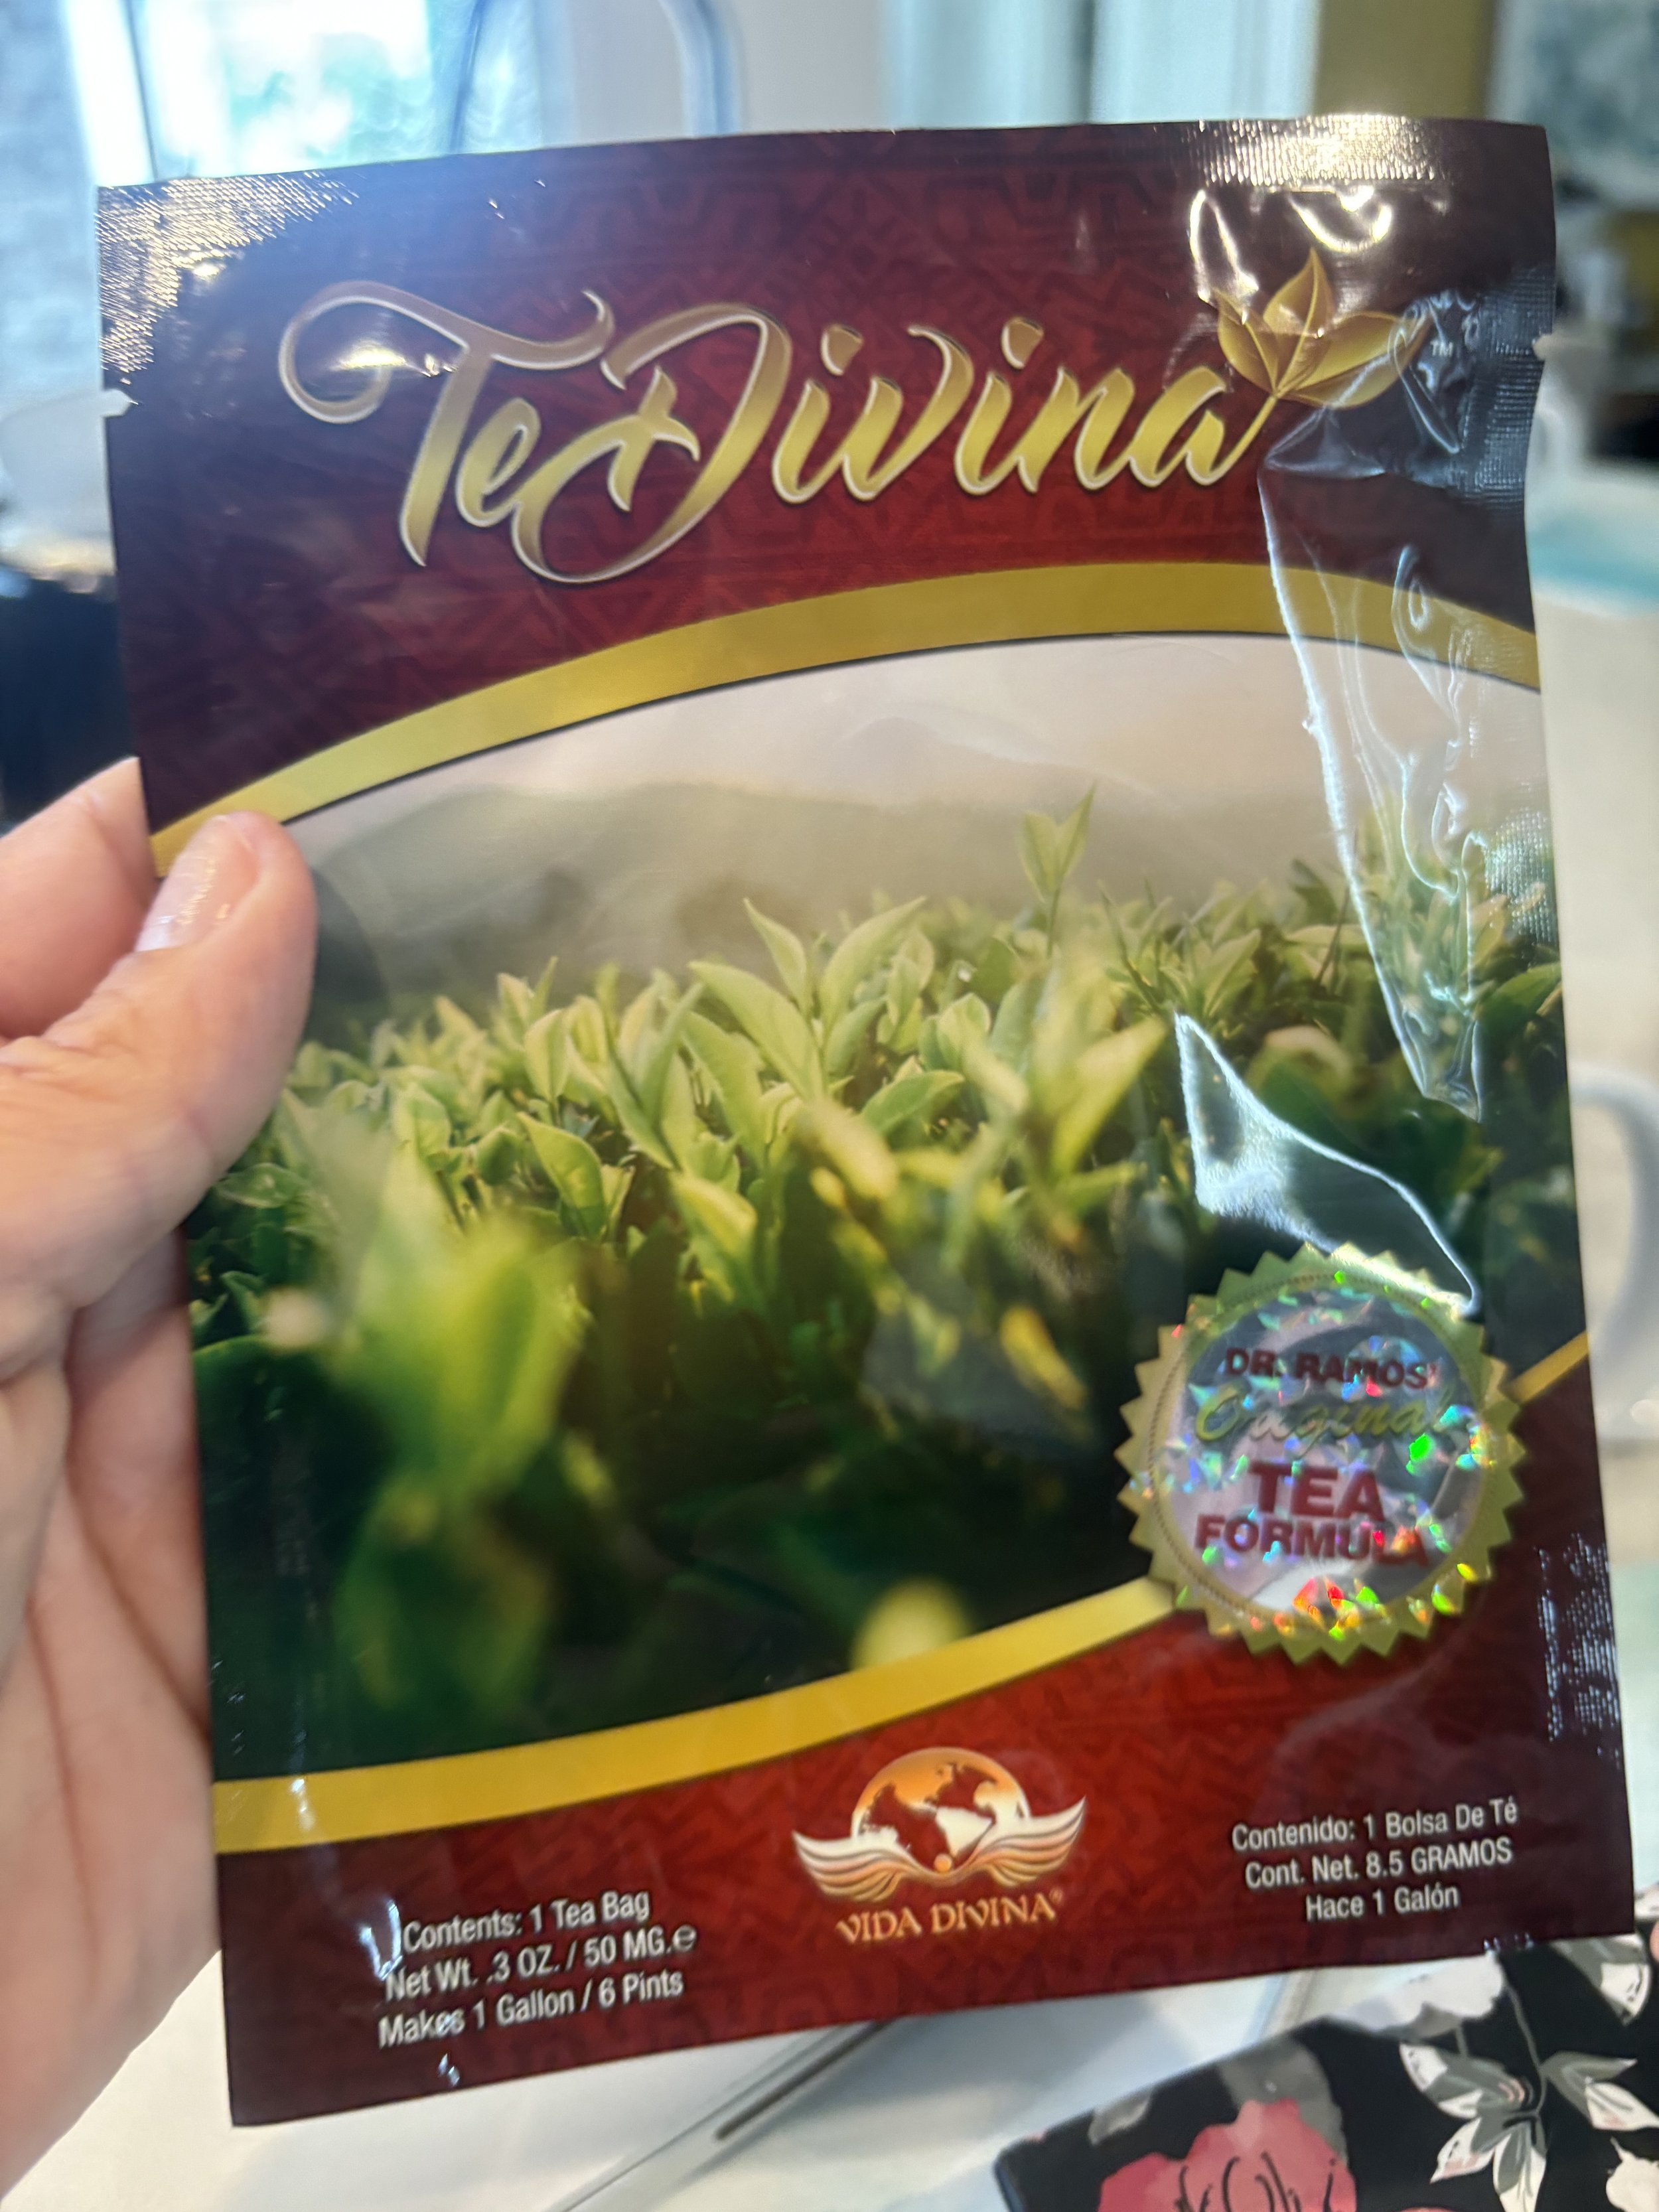 TeDivina
TM
DR. RAMOS'
Original
TEA
FORMULA
VIDA DIVINA®
Contents: 1 Tea Bag
Net Wt. .3 OZ. / 50 MG.℮
Makes 1 Gallon / 6 Pints
Contenido: 1 Bolsa De Té
Cont. Net. 8.5 GRAMOS
Hace 1 Galón